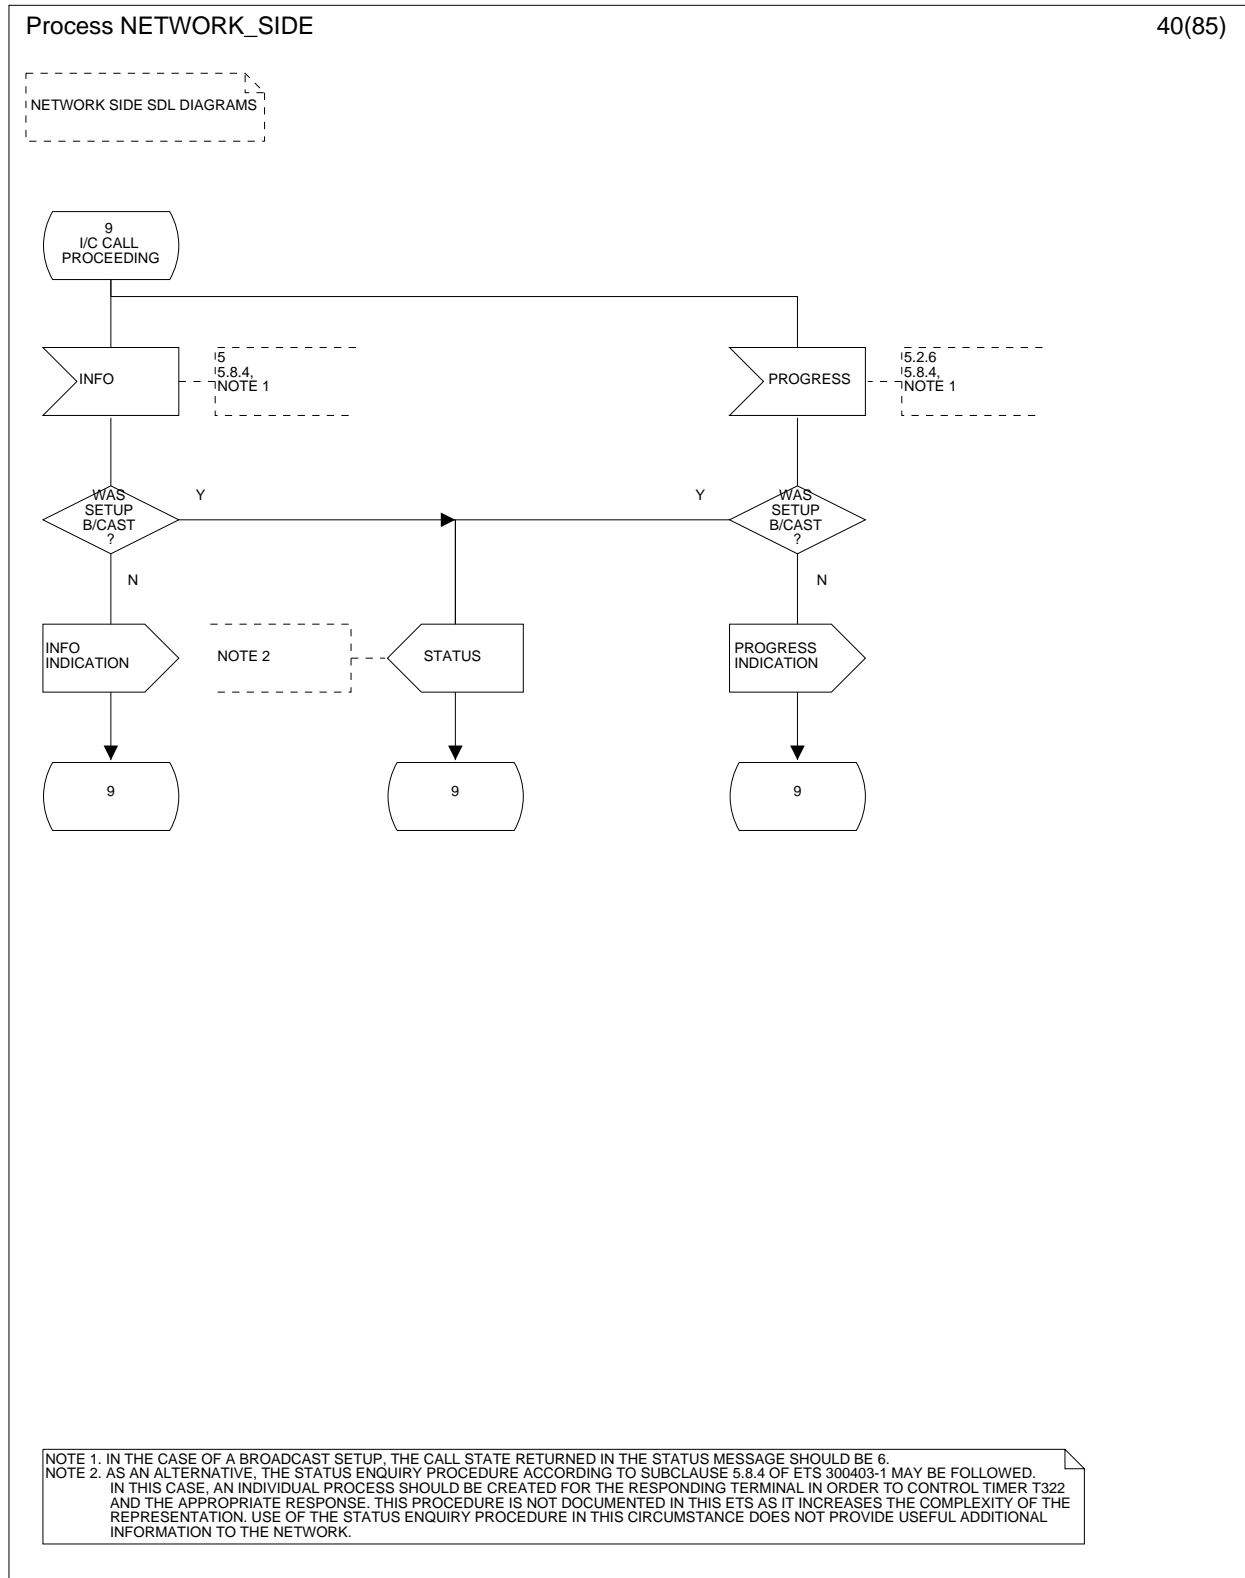 Process NETWORK_SIDE
40(85)
NETWORK SIDE SDL DIAGRAMS
9
I/C CALL
PROCEEDING
INFO
5
5.8.4,
NOTE 1
PROGRESS
5.2.6
5.8.4,
NOTE 1
WAS
SETUP
B/CAST
?
Y
Y
WAS
SETUP
B/CAST
?
N
N
INFO
INDICATION
NOTE 2
STATUS
PROGRESS
INDICATION
9
9
9
NOTE 1. IN THE CASE OF A BROADCAST SETUP, THE CALL STATE RETURNED IN THE STATUS MESSAGE SHOULD BE 6.
NOTE 2. AS AN ALTERNATIVE, THE STATUS ENQUIRY PROCEDURE ACCORDING TO SUBCLAUSE 5.8.4 OF ETS 300403-1 MAY BE FOLLOWED.
IN THIS CASE, AN INDIVIDUAL PROCESS SHOULD BE CREATED FOR THE RESPONDING TERMINAL IN ORDER TO CONTROL TIMER T322
AND THE APPROPRIATE RESPONSE. THIS PROCEDURE IS NOT DOCUMENTED IN THIS ETS AS IT INCREASES THE COMPLEXITY OF THE
REPRESENTATION. USE OF THE STATUS ENQUIRY PROCEDURE IN THIS CIRCUMSTANCE DOES NOT PROVIDE USEFUL ADDITIONAL
INFORMATION TO THE NETWORK.